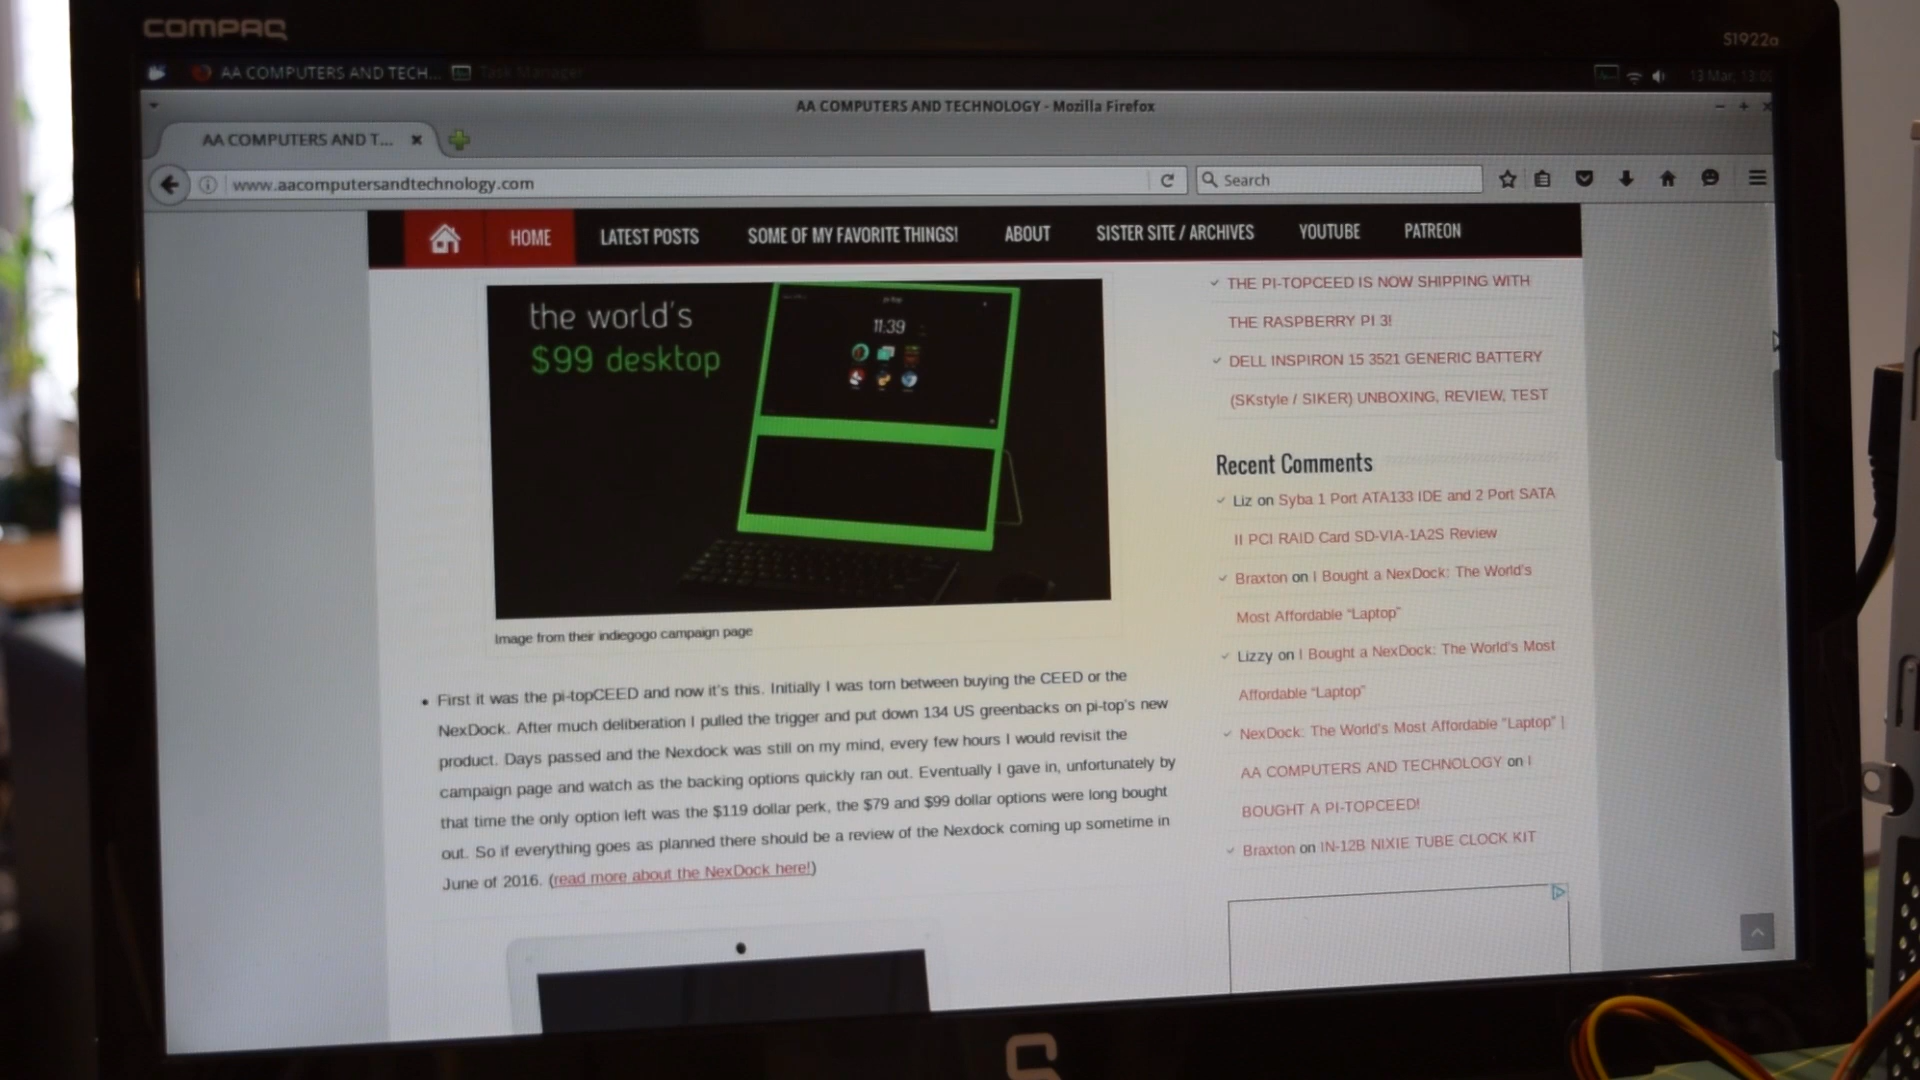 COMPAQ
S1922a
AA COMPUTERS AND TECH...
Task Manager
13 Mar, 13:00
AA COMPUTERS AND TECHNOLOGY - Mozilla Firefox
AA COMPUTERS AND T...
www.aacomputersandtechnology.com
Search
HOME
LATEST POSTS
SOME OF MY FAVORITE THINGS!
ABOUT
SISTER SITE / ARCHIVES
YOUTUBE
PATREON
the world's
$99 desktop
11:39
Image from their indiegogo campaign page
First it was the pi-topCEED and now it's this. Initially I was torn between buying the CEED or the
NexDock. After much deliberation I pulled the trigger and put down 134 US greenbacks on pi-top's new
product. Days passed and the Nexdock was still on my mind, every few hours I would revisit the
campaign page and watch as the backing options quickly ran out. Eventually I gave in, unfortunately by
that time the only option left was the $119 dollar perk, the $79 and $99 dollar options were long bought
out. So if everything goes as planned there should be a review of the Nexdock coming up sometime in
June of 2016. (read more about the NexDock here!)
THE PI-TOPCEED IS NOW SHIPPING WITH
THE RASPBERRY PI 3!
DELL INSPIRON 15 3521 GENERIC BATTERY
(SKstyle / SIKER) UNBOXING, REVIEW, TEST
Recent Comments
Liz on Syba 1 Port ATA133 IDE and 2 Port SATA
II PCI RAID Card SD-VIA-1A2S Review
Braxton on I Bought a NexDock: The World's
Most Affordable "Laptop"
Lizzy on I Bought a NexDock: The World's Most
Affordable "Laptop"
NexDock: The World's Most Affordable "Laptop" |
AA COMPUTERS AND TECHNOLOGY on I
BOUGHT A PI-TOPCEED!
Braxton on IN-12B NIXIE TUBE CLOCK KIT